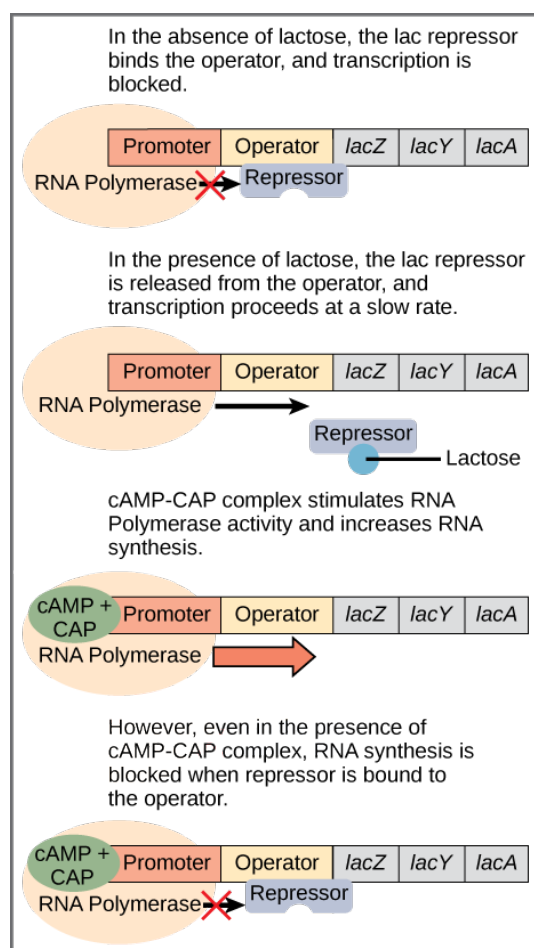 In the absence of lactose, the lac repressor
binds the operator, and transcription is
blocked.
Promoter Operator lacZ lacY lacA
RNA Polymerase Repressor
In the presence of lactose, the lac repressor
is released from the operator, and
transcription proceeds at a slow rate.
Promoter Operator lacZ lacY lacA
RNA Polymerase
Repressor
Lactose
cAMP-CAP complex stimulates RNA
Polymerase activity and increases RNA
synthesis.
cAMP +
CAP
Promoter Operator lacZ lacY lacA
RNA Polymerase
However, even in the presence of
cAMP-CAP complex, RNA synthesis is
blocked when repressor is bound to
the operator.
cAMP +
CAP
Promoter Operator lacZ lacY lacA
RNA Polymerase Repressor